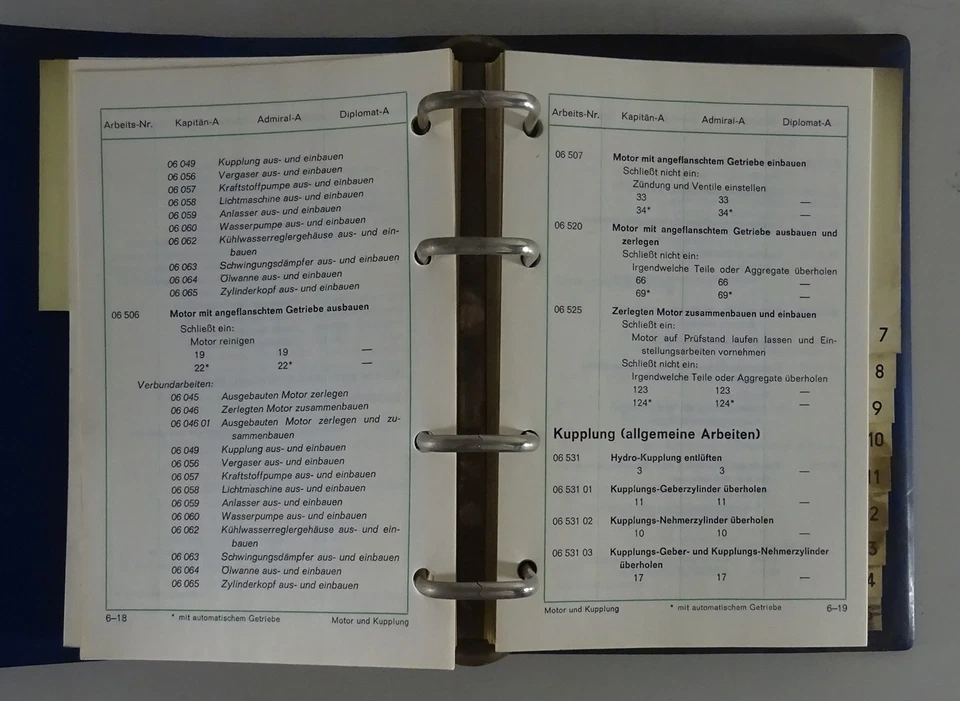 Arbeits-Nr. Kapitän-A Admiral-A Diplomat-A
06 049 Kupplung aus- und einbauen
06 056 Vergaser aus- und einbauen
06 057 Kraftstoffpumpe aus- und einbauen
06 058 Lichtmaschine aus- und einbauen
06 059 Anlasser aus- und einbauen
06 060 Wasserpumpe aus- und einbauen
06 062 Kühlwasserreglergehäuse aus- und ein-
bauen
06 063 Schwingungsdämpfer aus- und einbauen
06 064 Ölwanne aus- und einbauen
06 065 Zylinderkopf aus- und einbauen
06 506 Motor mit angeflanschtem Getriebe ausbauen
Schließt ein:
Motor reinigen
19 19 —
22* 22* —
Verbundarbeiten:
06 045 Ausgebauten Motor zerlegen
06 046 Zerlegten Motor zusammenbauen
06 046 01 Ausgebauten Motor zerlegen und zu-
sammenbauen
06 049 Kupplung aus- und einbauen
06 056 Vergaser aus- und einbauen
06 057 Kraftstoffpumpe aus- und einbauen
06 058 Lichtmaschine aus- und einbauen
06 059 Anlasser aus- und einbauen
06 060 Wasserpumpe aus- und einbauen
06 062 Kühlwasserreglergehäuse aus- und ein-
bauen
06 063 Schwingungsdämpfer aus- und einbauen
06 064 Ölwanne aus- und einbauen
06 065 Zylinderkopf aus- und einbauen
6–18 * mit automatischem Getriebe Motor und Kupplung
Arbeits-Nr. Kapitän-A Admiral-A Diplomat-A
06 507 Motor mit angeflanschtem Getriebe einbauen
Schließt nicht ein:
Zündung und Ventile einstellen
33 33 —
34* 34* —
06 520 Motor mit angeflanschtem Getriebe ausbauen und
zerlegen
Schließt nicht ein:
Irgendwelche Teile oder Aggregate überholen
66 66 —
69* 69* —
06 525 Zerlegten Motor zusammenbauen und einbauen
Schließt ein:
Motor auf Prüfstand laufen lassen und Ein-
stellungsarbeiten vornehmen
Schließt nicht ein:
Irgendwelche Teile oder Aggregate überholen
123 123 —
124* 124* —
Kupplung (allgemeine Arbeiten)
06 531 Hydro-Kupplung entlüften
3 3 —
06 531 01 Kupplungs-Geberzylinder überholen
11 11 —
06 531 02 Kupplungs-Nehmerzylinder überholen
10 10 —
06 531 03 Kupplungs-Geber- und Kupplungs-Nehmerzylinder
überholen
17 17 —
Motor und Kupplung * mit automatischem Getriebe 6–19
7
8
9
10
11
2
3
4